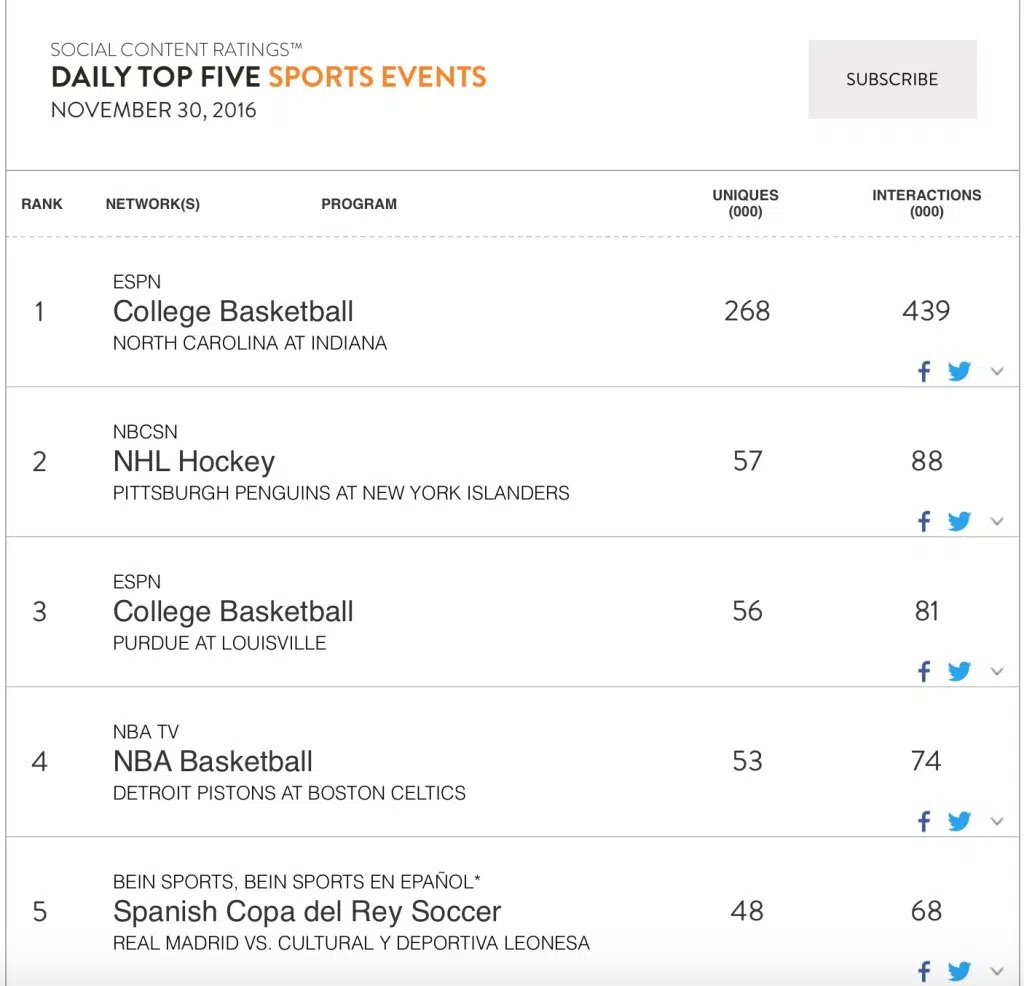 SOCIAL CONTENT RATINGS™
DAILY TOP FIVE SPORTS EVENTS
NOVEMBER 30, 2016
SUBSCRIBE
RANK NETWORK(S) PROGRAM UNIQUES (000) INTERACTIONS (000)
ESPN
1 College Basketball 268 439
NORTH CAROLINA AT INDIANA
NBCSN
2 NHL Hockey 57 88
PITTSBURGH PENGUINS AT NEW YORK ISLANDERS
ESPN
3 College Basketball 56 81
PURDUE AT LOUISVILLE
NBA TV
4 NBA Basketball 53 74
DETROIT PISTONS AT BOSTON CELTICS
BEIN SPORTS, BEIN SPORTS EN EPAÑOL*
5 Spanish Copa del Rey Soccer 48 68
REAL MADRID VS. CULTURAL Y DEPORTIVA LEONESA